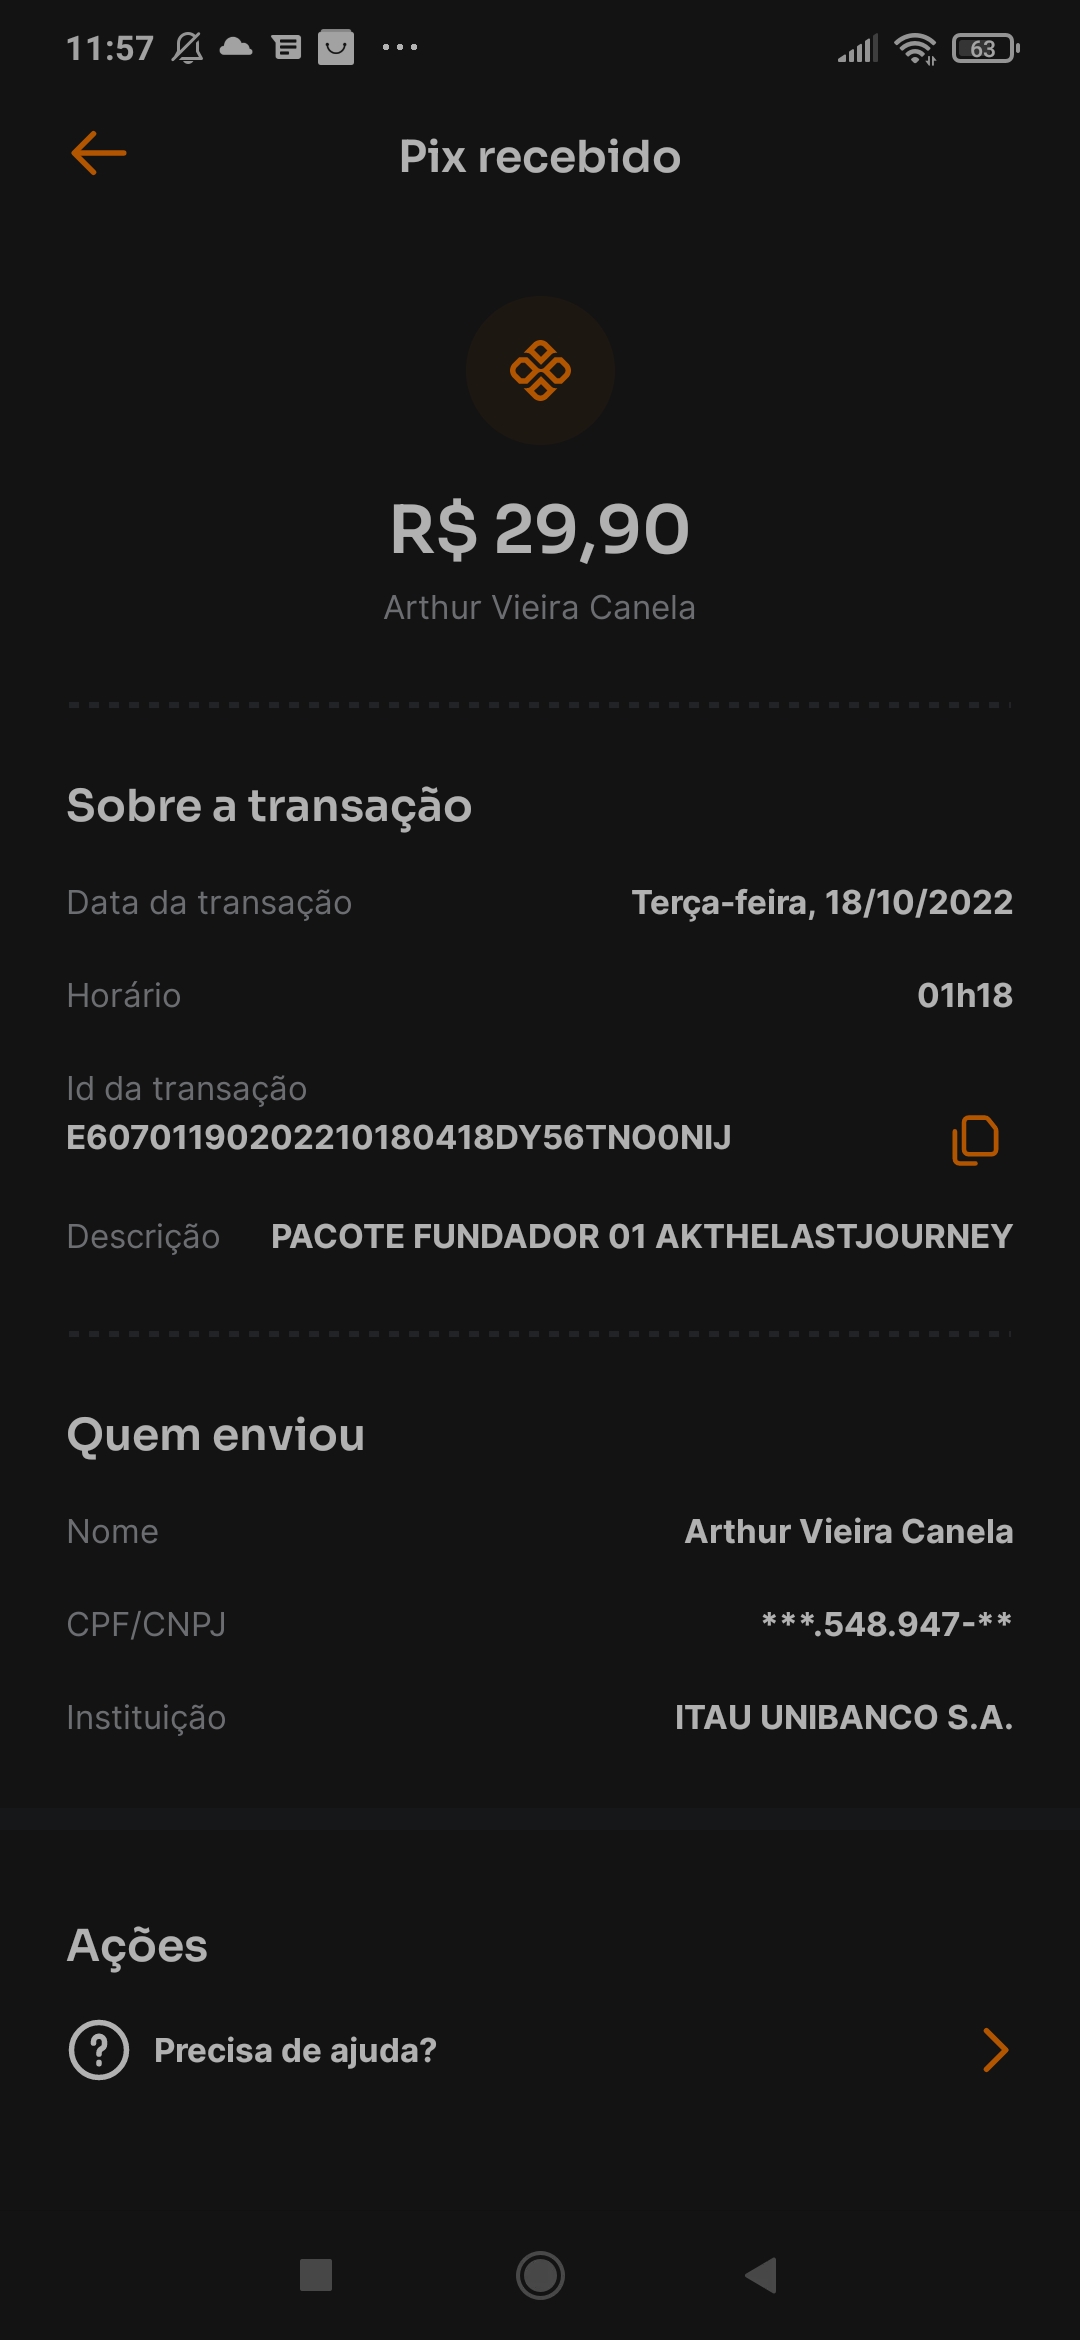 11:57
63
Pix recebido
R$ 29,90
Arthur Vieira Canela
Sobre a transação
Data da transação Terça-feira, 18/10/2022
Horário 01h18
Id da transação
E60701190202210180418DY56TNO0NIJ
Descrição PACOTE FUNDADOR 01 AKTHELASTJOURNEY
Quem enviou
Nome Arthur Vieira Canela
CPF/CNPJ ***.548.947-**
Instituição ITAU UNIBANCO S.A.
Ações
Precisa de ajuda?